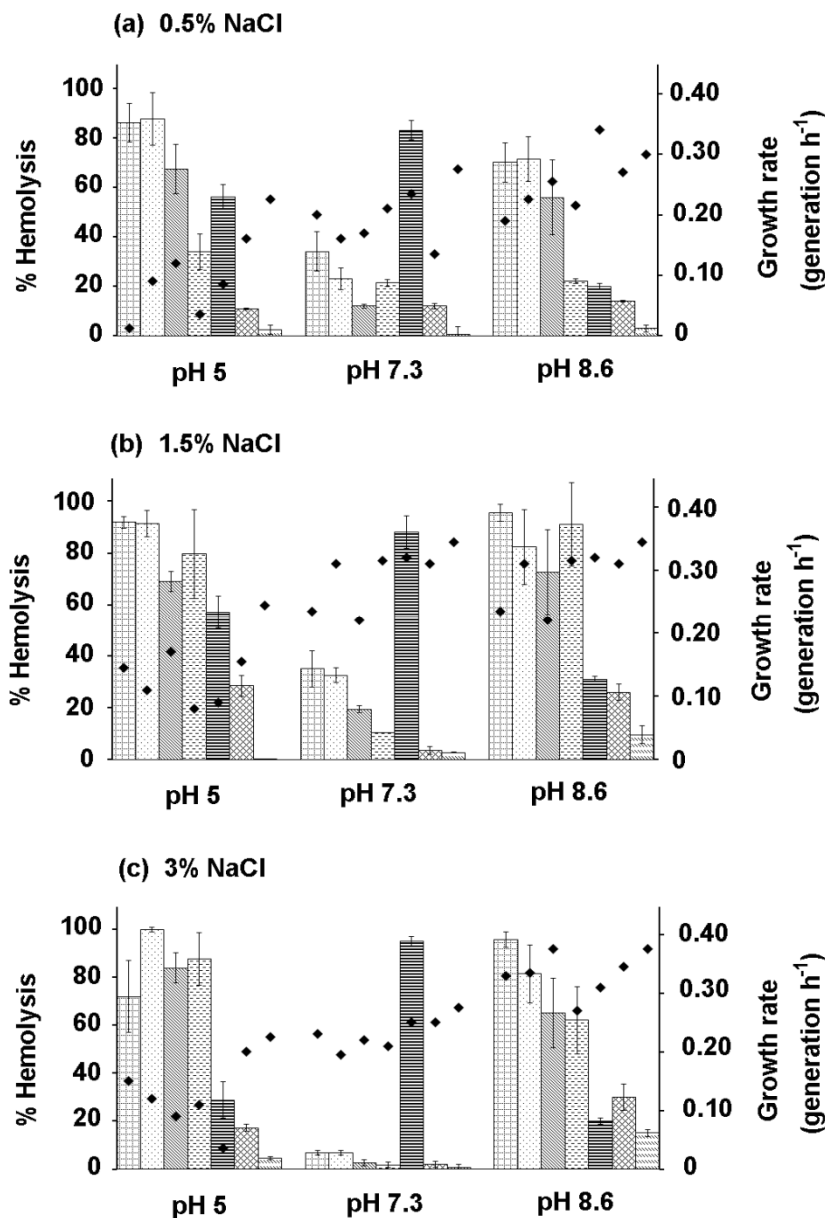 (a) 0.5% NaCl
% Hemolysis
100
80
60
40
20
0
0.40
0.30
0.20
0.10
0
Growth rate
(generation h-1)
pH 5 pH 7.3 pH 8.6
(b) 1.5% NaCl
% Hemolysis
100
80
60
40
20
0
0.40
0.30
0.20
0.10
0
Growth rate
(generation h-1)
pH 5 pH 7.3 pH 8.6
(c) 3% NaCl
% Hemolysis
100
80
60
40
20
0
0.40
0.30
0.20
0.10
0
Growth rate
(generation h-1)
pH 5 pH 7.3 pH 8.6